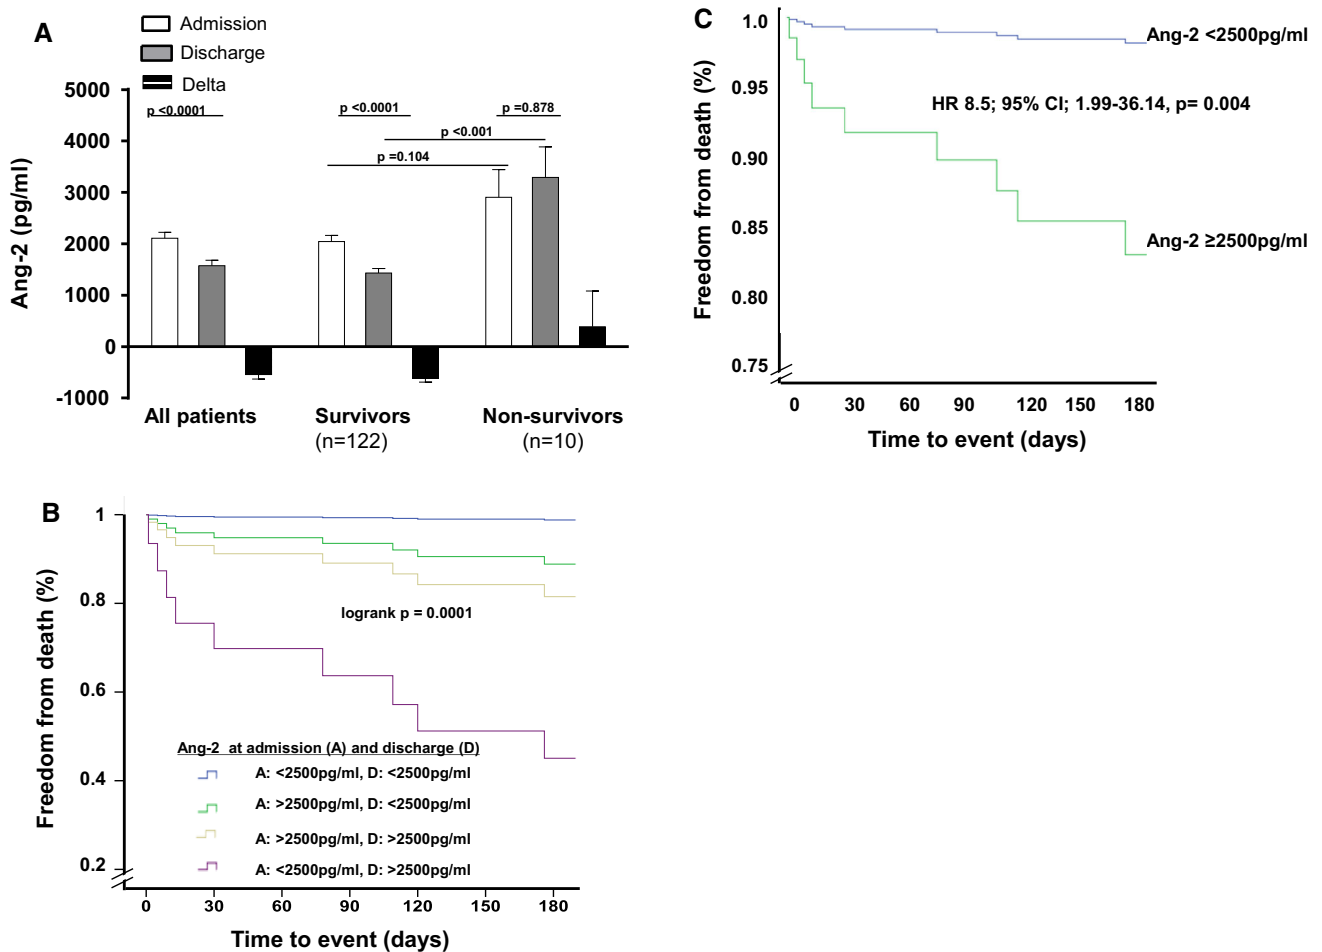 A
Admission
Discharge
Delta
Ang-2 (pg/ml)
5000
4000
3000
2000
1000
0
-1000
p <0.0001
p <0.0001
p =0.878
p <0.001
p =0.104
All patients
Survivors
(n=122)
Non-survivors
(n=10)
C
Freedom from death (%)
1.0
0.95
0.90
0.85
0.80
0.75
Ang-2 <2500pg/ml
HR 8.5; 95% CI; 1.99-36.14, p= 0.004
Ang-2 ≥2500pg/ml
0 30 60 90 120 150 180
Time to event (days)
B
Freedom from death (%)
1
0.8
0.6
0.4
0.2
logrank p = 0.0001
Ang-2 at admission (A) and discharge (D)
A: <2500pg/ml, D: <2500pg/ml
A: >2500pg/ml, D: <2500pg/ml
A: >2500pg/ml, D: >2500pg/ml
A: <2500pg/ml, D: >2500pg/ml
0 30 60 90 120 150 180
Time to event (days)